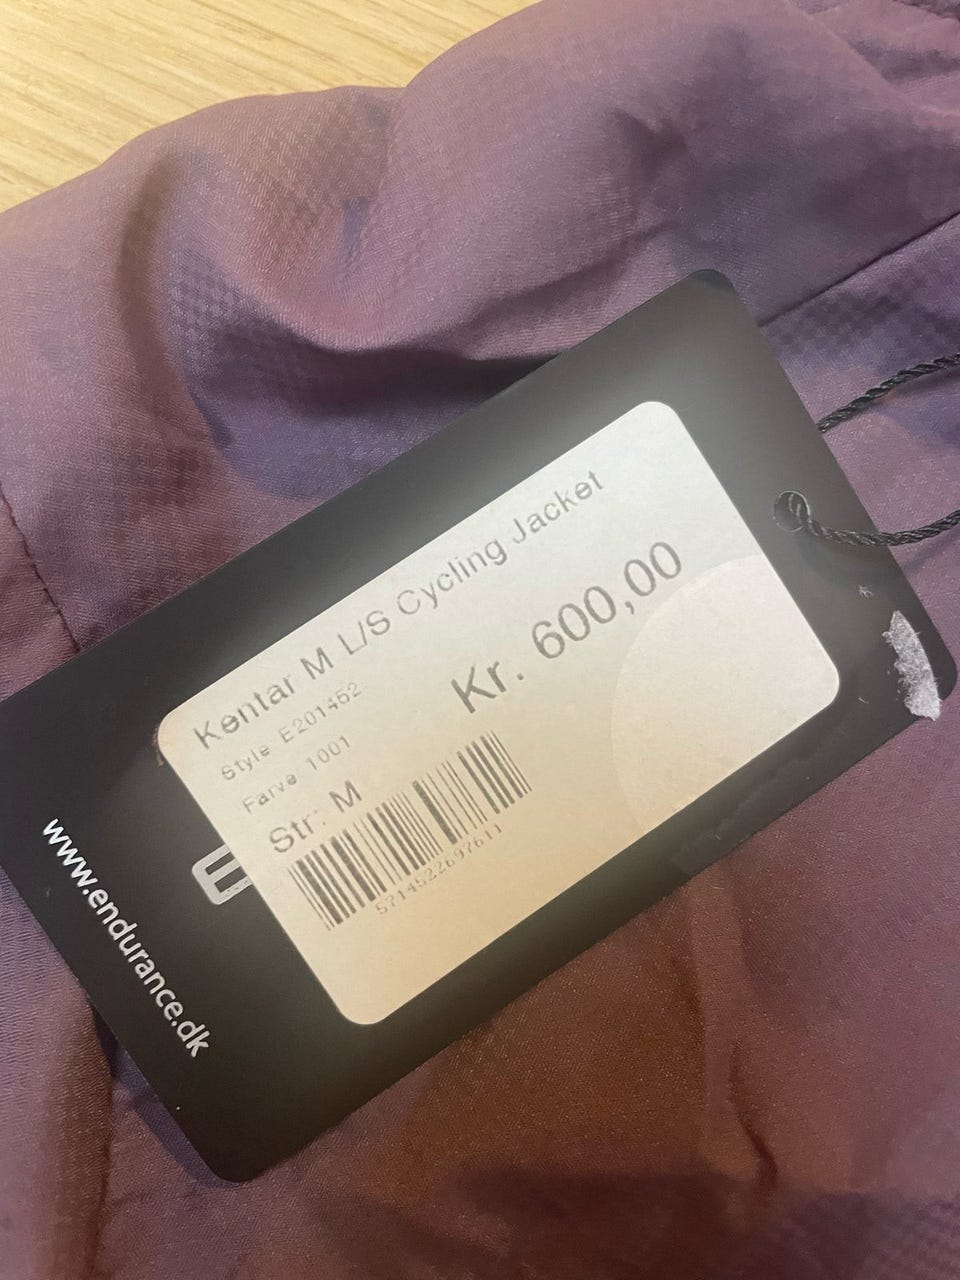 Kentar M L/S Cycling Jacket
Style E201452
Farve 1001
Kr. 600,00
Str: M
5714522697611
E
www.endurance.dk